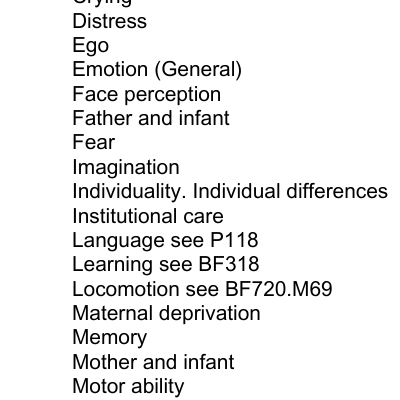 Crying
Distress
Ego
Emotion (General)
Face perception
Father and infant
Fear
Imagination
Individuality. Individual differences
Institutional care
Language see P118
Learning see BF318
Locomotion see BF720.M69
Maternal deprivation
Memory
Mother and infant
Motor ability